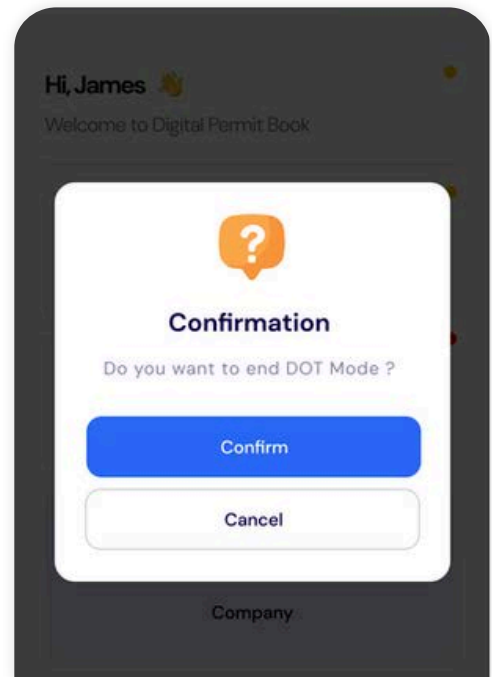 Hi, James 👋
Welcome to Digital Permit Book
?
Confirmation
Do you want to end DOT Mode ?
Confirm
Cancel
Company